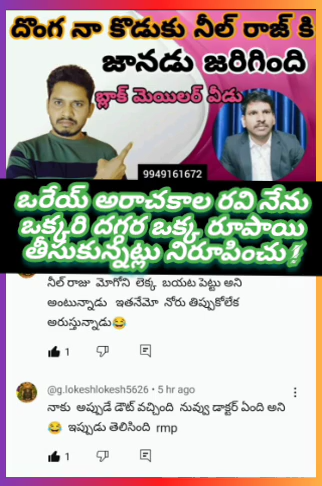 దొంగ నా కొడుకు నీల్ రాజ్ కి
జానడు జరిగింది
బ్లాక్ మెయిలర్ వీడు
9949161672
ఒరేయ్ అరాచకాల రవి నేను
ఒక్కరి దగ్గర ఒక్క రూపాయి
తీసుకున్నట్లు నిరూపించు !
నీల్ రాజు మోగోని లెక్క బయట పెట్టు అని
అంటున్నాడు ఇతనేమో నోరు తిప్పుకోలేక
అరుస్తున్నాడు😂
1
@g.lokeshlokesh5626 • 5 hr ago
నాకు అప్పుడే డౌట్ వచ్చింది నువ్వు డాక్టర్ ఏంది అని
😂 ఇప్పుడు తెలిసింది rmp
1